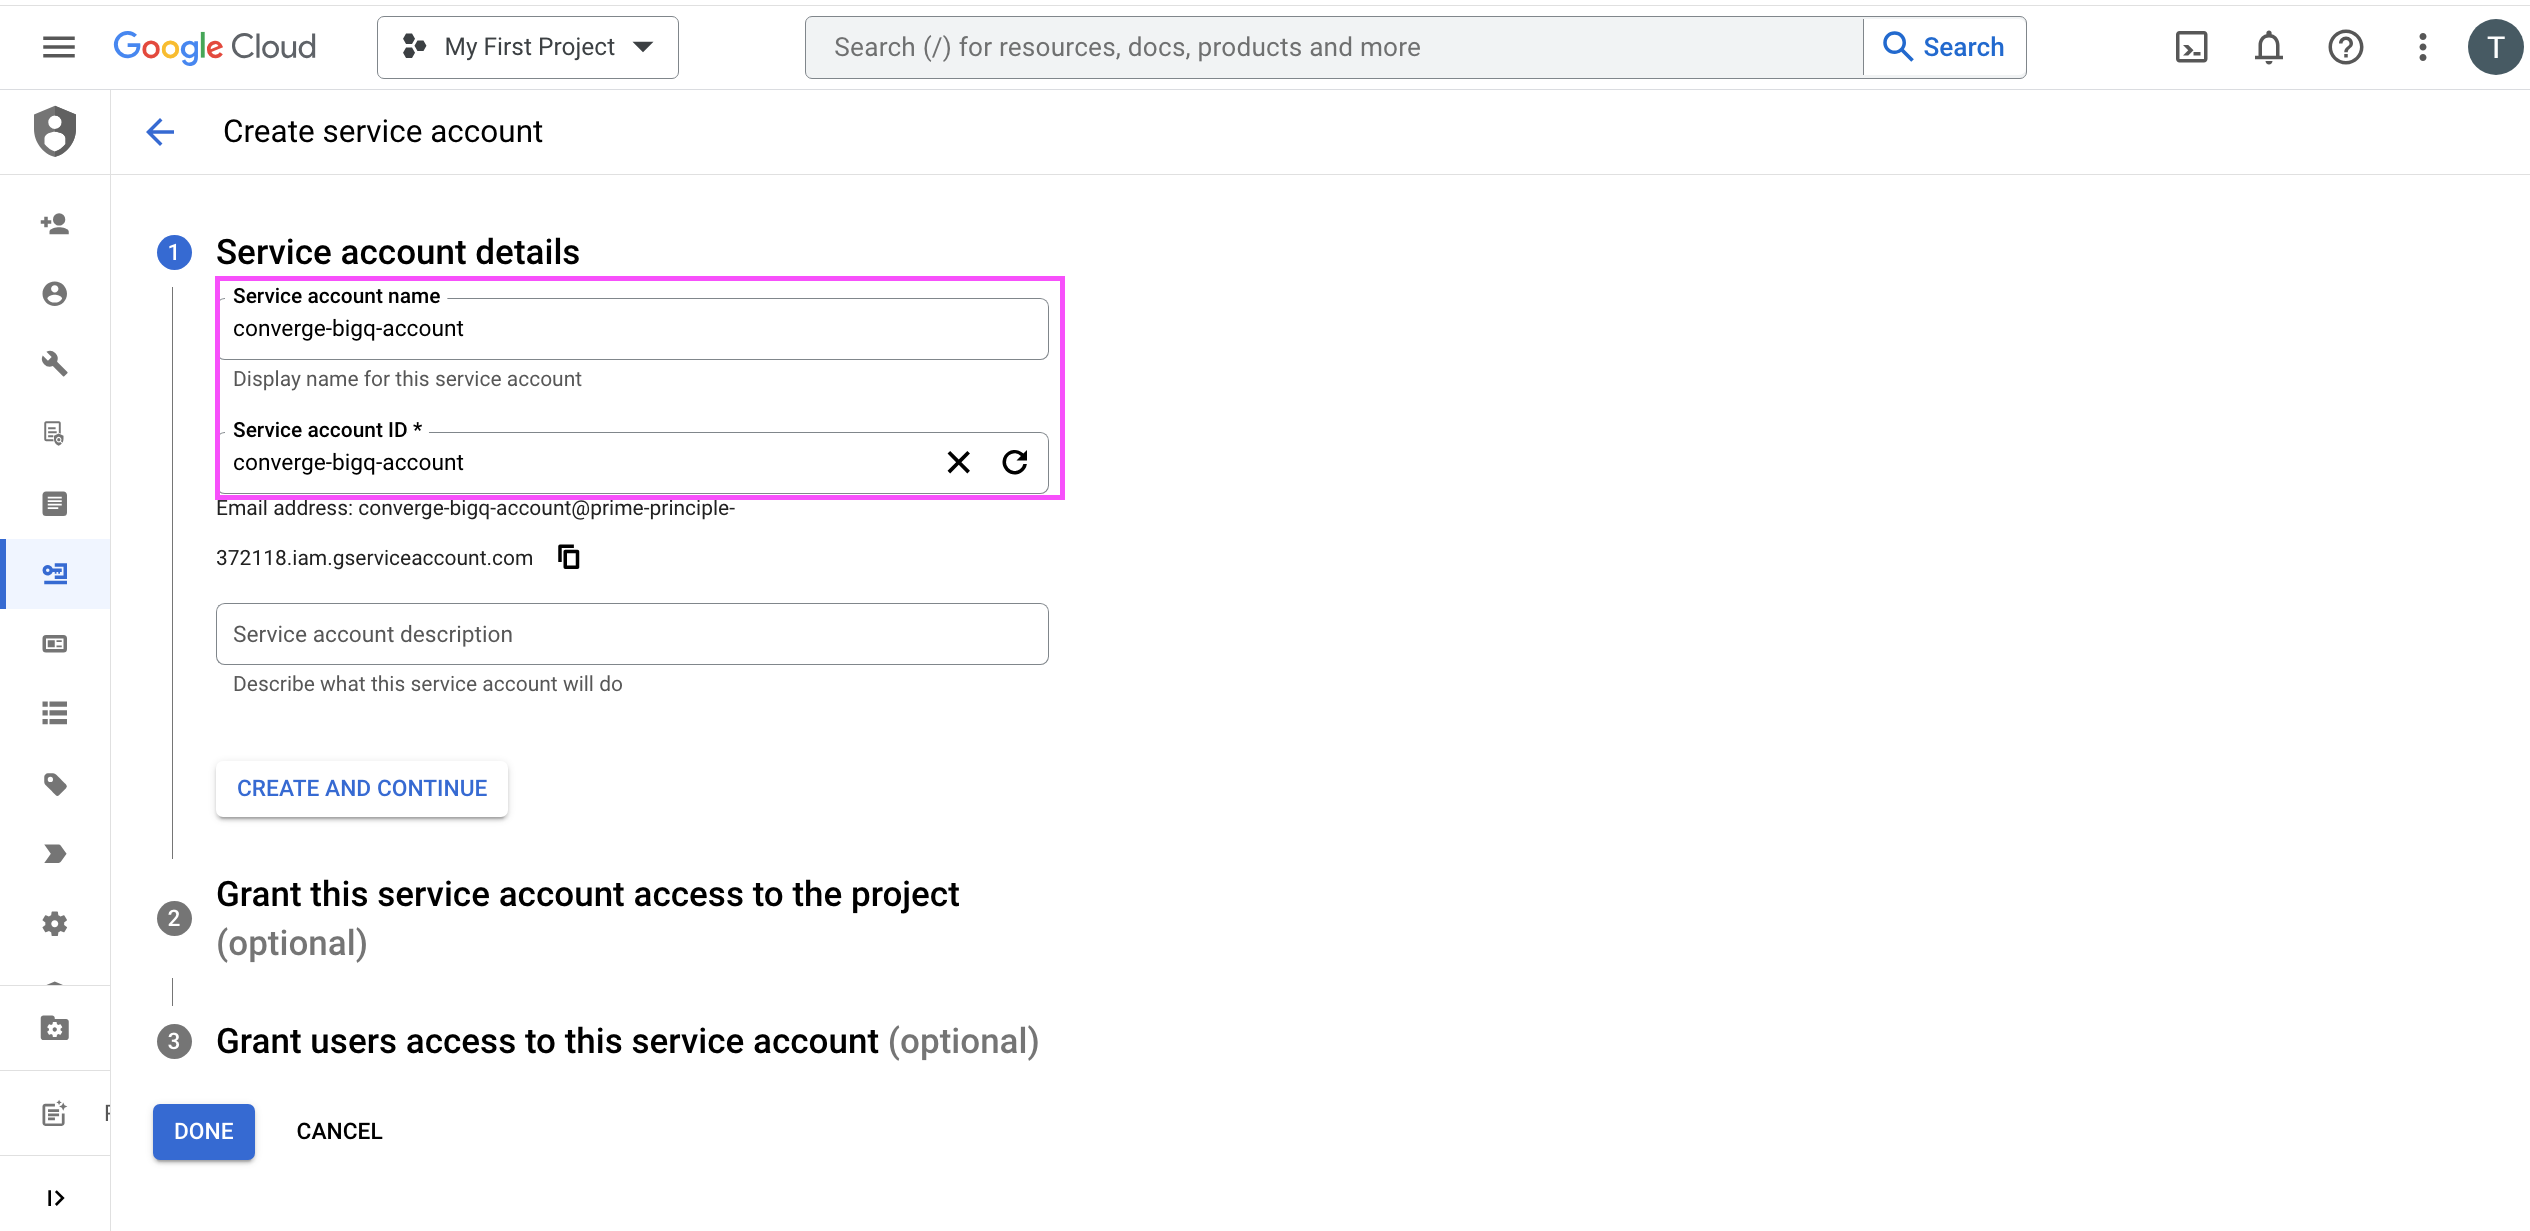 Google Cloud
My First Project
Search (/) for resources, docs, products and more
Search
T
Create service account
1
Service account details
Service account name
converge-bigq-account
Display name for this service account
Service account ID *
converge-bigq-account
Email address: converge-bigq-account@prime-principle-
372118.iam.gserviceaccount.com
Service account description
Describe what this service account will do
CREATE AND CONTINUE
2
Grant this service account access to the project
(optional)
3
Grant users access to this service account (optional)
DONE
CANCEL